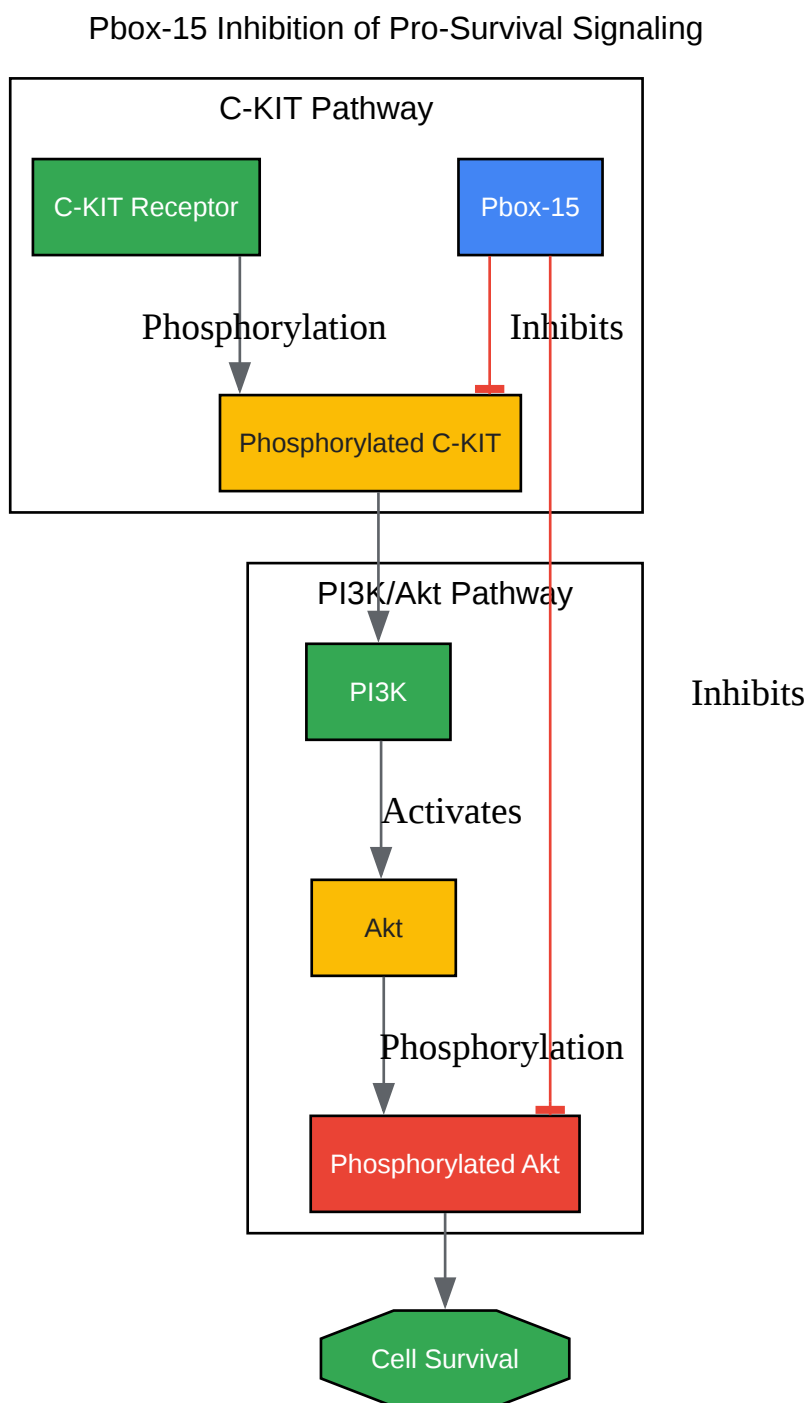 Pbox-15 Inhibition of Pro-Survival Signaling
C-KIT Pathway
C-KIT Receptor
Pbox-15
Phosphorylation
Inhibits
Phosphorylated C-KIT
PI3K/Akt Pathway
PI3K
Inhibits
Activates
Akt
Phosphorylation
Phosphorylated Akt
Cell Survival